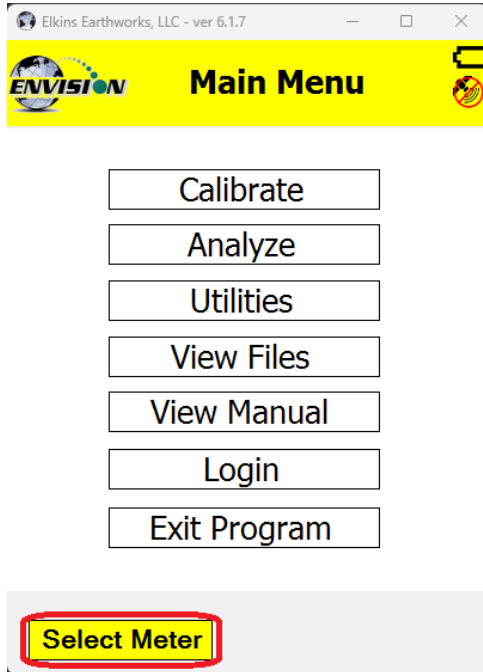 Elkins Earthworks, LLC - ver 6.1.7
ENVISION
Main Menu
Calibrate
Analyze
Utilities
View Files
View Manual
Login
Exit Program
Select Meter